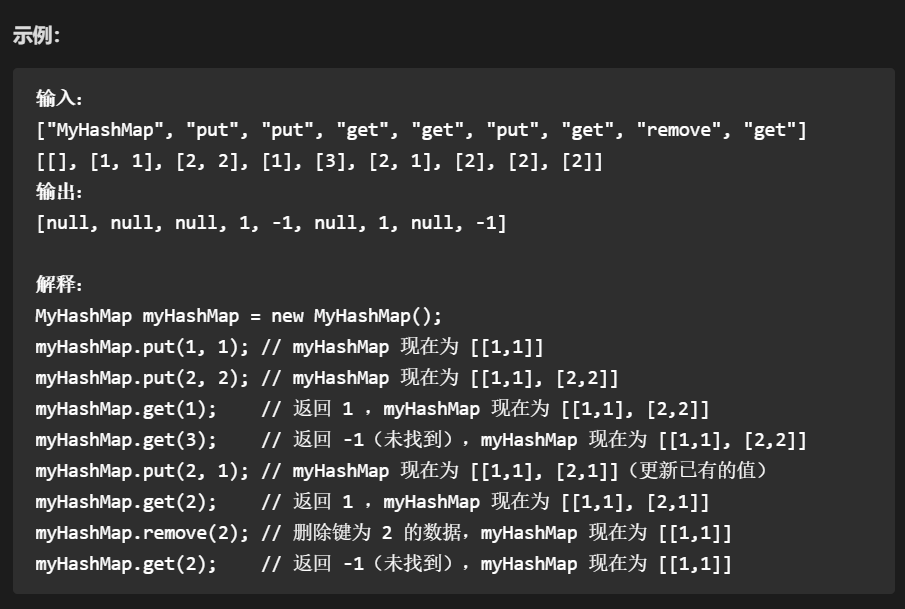 示例：
输入：
["MyHashMap", "put", "put", "get", "get", "put", "get", "remove", "get"]
[[], [1, 1], [2, 2], [1], [3], [2, 1], [2], [2], [2]]
输出：
[null, null, null, 1, -1, null, 1, null, -1]
解释：
MyHashMap myHashMap = new MyHashMap();
myHashMap.put(1, 1); // myHashMap 现在为 [[1,1]]
myHashMap.put(2, 2); // myHashMap 现在为 [[1,1], [2,2]]
myHashMap.get(1);    // 返回 1 ，myHashMap 现在为 [[1,1], [2,2]]
myHashMap.get(3);    // 返回 -1（未找到），myHashMap 现在为 [[1,1], [2,2]]
myHashMap.put(2, 1); // myHashMap 现在为 [[1,1], [2,1]]（更新已有的值）
myHashMap.get(2);    // 返回 1 ，myHashMap 现在为 [[1,1], [2,1]]
myHashMap.remove(2); // 删除键为 2 的数据，myHashMap 现在为 [[1,1]]
myHashMap.get(2);    // 返回 -1（未找到），myHashMap 现在为 [[1,1]]